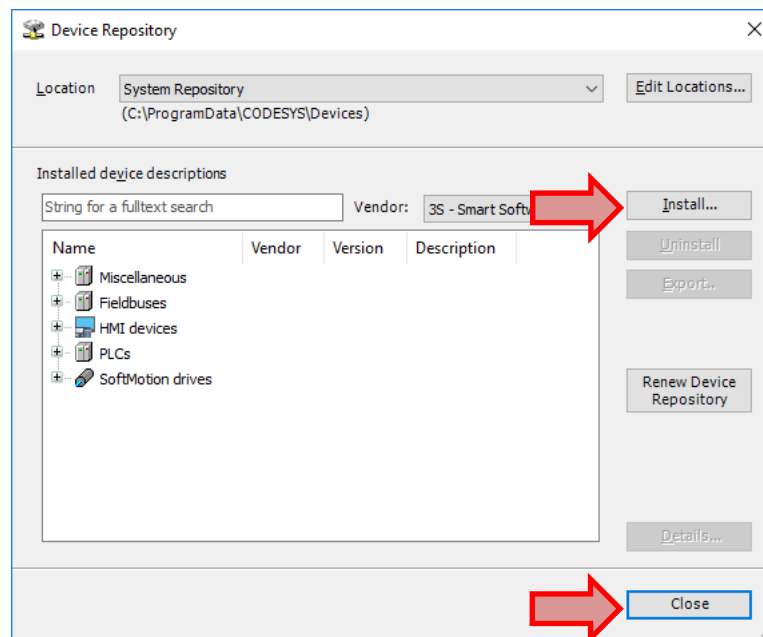 Device Repository
Location
System Repository
Edit Locations...
(C:\ProgramData\CODESYS\Devices)
Installed device descriptions
String for a fulltext search
Vendor:
3S - Smart Soft
Install...
Name
Vendor
Version
Description
Uninstall
Miscellaneous
Export..
Fieldbuses
HMI devices
PLCs
SoftMotion drives
Renew Device
Repository
Details...
Close